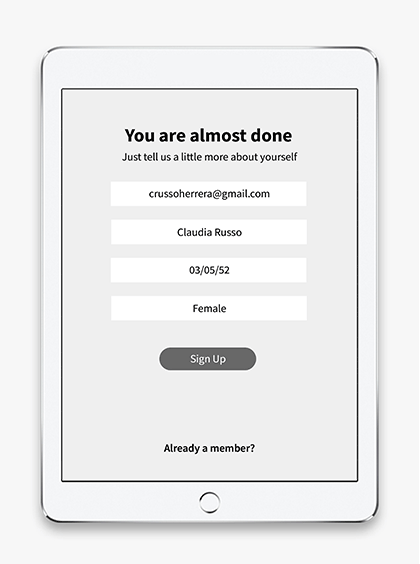 You are almost done
Just tell us a little more about yourself
crussoherrera@gmail.com
Claudia Russo
03/05/52
Female
Sign Up
Already a member?